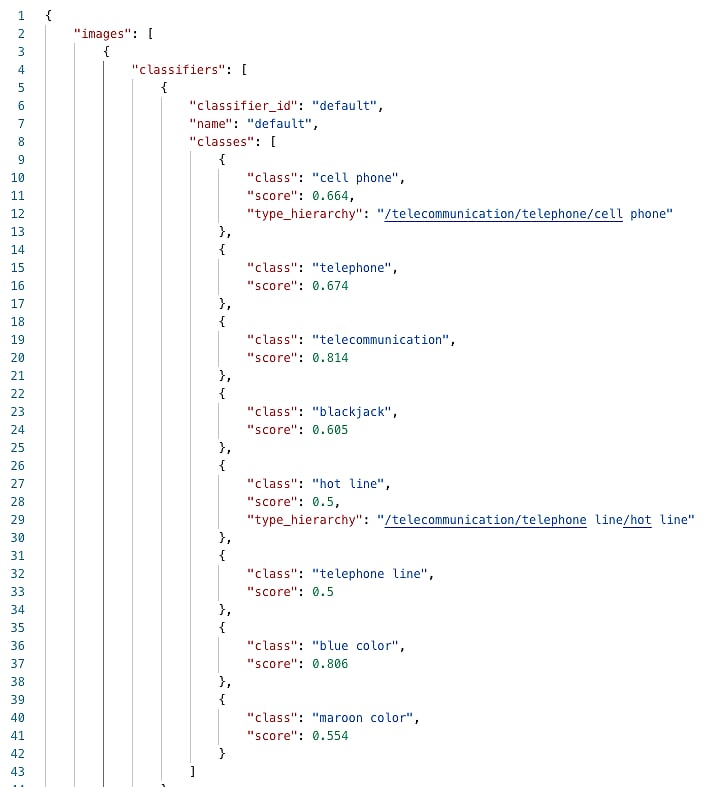 1 {
2 "images": [
3 {
4 "classifiers": [
5 {
6 "classifier_id": "default",
7 "name": "default",
8 "classes": [
9 {
10 "class": "cell phone",
11 "score": 0.664,
12 "type_hierarchy": "/telecommunication/telephone/cell phone"
13 },
14 {
15 "class": "telephone",
16 "score": 0.674
17 },
18 {
19 "class": "telecommunication",
20 "score": 0.814
21 },
22 {
23 "class": "blackjack",
24 "score": 0.605
25 },
26 {
27 "class": "hot line",
28 "score": 0.5,
29 "type_hierarchy": "/telecommunication/telephone line/hot line"
30 },
31 {
32 "class": "telephone line",
33 "score": 0.5
34 },
35 {
36 "class": "blue color",
37 "score": 0.806
38 },
39 {
40 "class": "maroon color",
41 "score": 0.554
42 }
43 ]